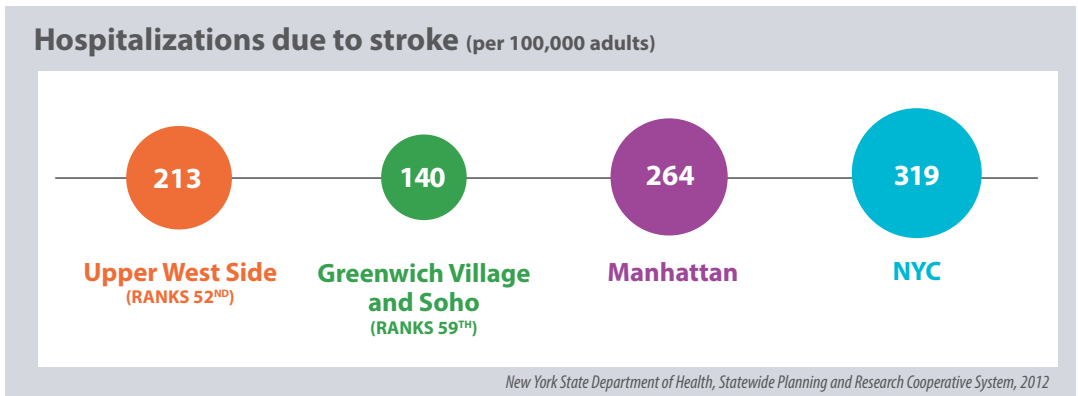 Hospitalizations due to stroke (per 100,000 adults)
213
140
264
319
Upper West Side
(RANKS 52ND)
Greenwich Village
and Soho
(RANKS 59TH)
Manhattan
NYC
New York State Department of Health, Statewide Planning and Research Cooperative System, 2012